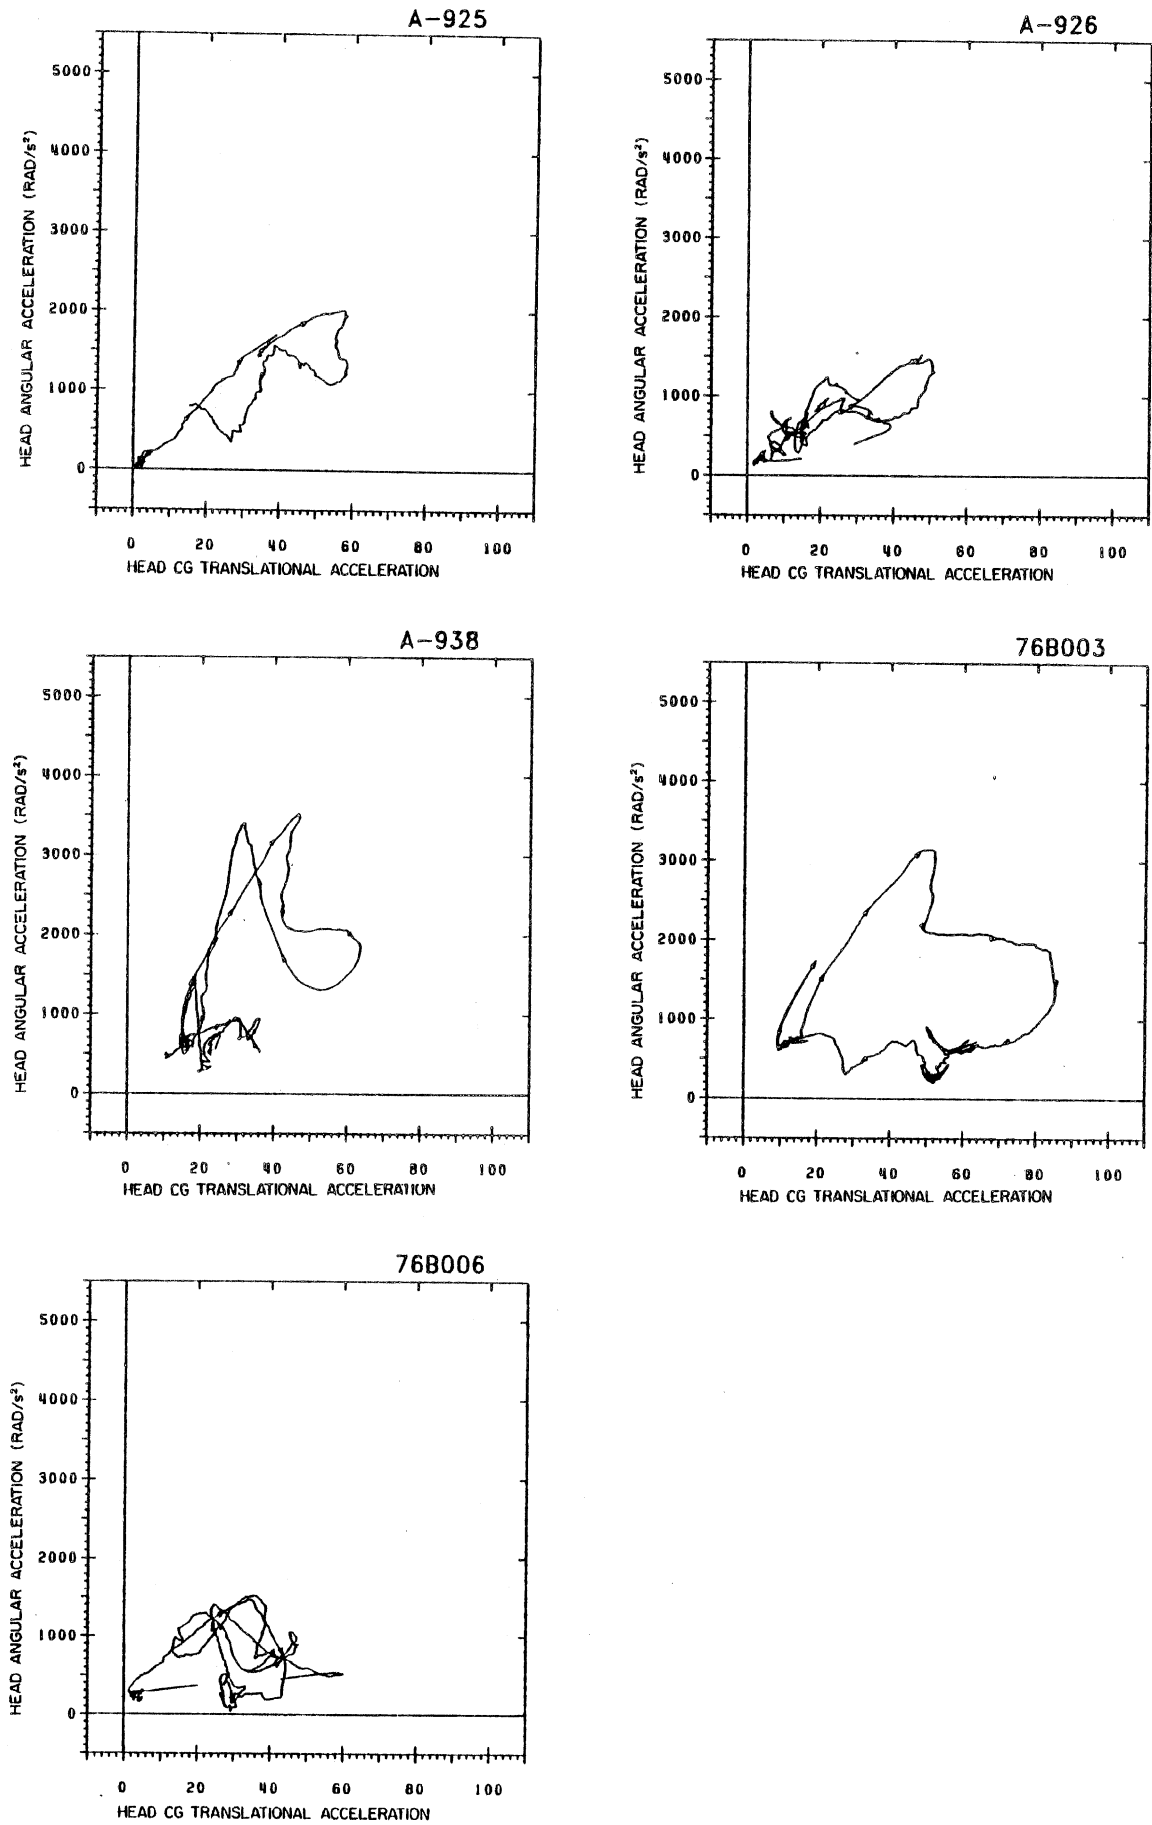 A-925
5000
4000
3000
2000
1000
0
HEAD ANGULAR ACCELERATION (RAD/s²)
0 20 40 60 80 100
HEAD CG TRANSLATIONAL ACCELERATION
A-926
5000
4000
3000
2000
1000
0
HEAD ANGULAR ACCELERATION (RAD/s²)
0 20 40 60 80 100
HEAD CG TRANSLATIONAL ACCELERATION
A-938
5000
4000
3000
2000
1000
0
HEAD ANGULAR ACCELERATION (RAD/s²)
0 20 40 60 80 100
HEAD CG TRANSLATIONAL ACCELERATION
76B003
5000
4000
3000
2000
1000
0
HEAD ANGULAR ACCELERATION (RAD/s²)
0 20 40 60 80 100
HEAD CG TRANSLATIONAL ACCELERATION
76B006
5000
4000
3000
2000
1000
0
HEAD ANGULAR ACCELERATION (RAD/s²)
0 20 40 60 80 100
HEAD CG TRANSLATIONAL ACCELERATION